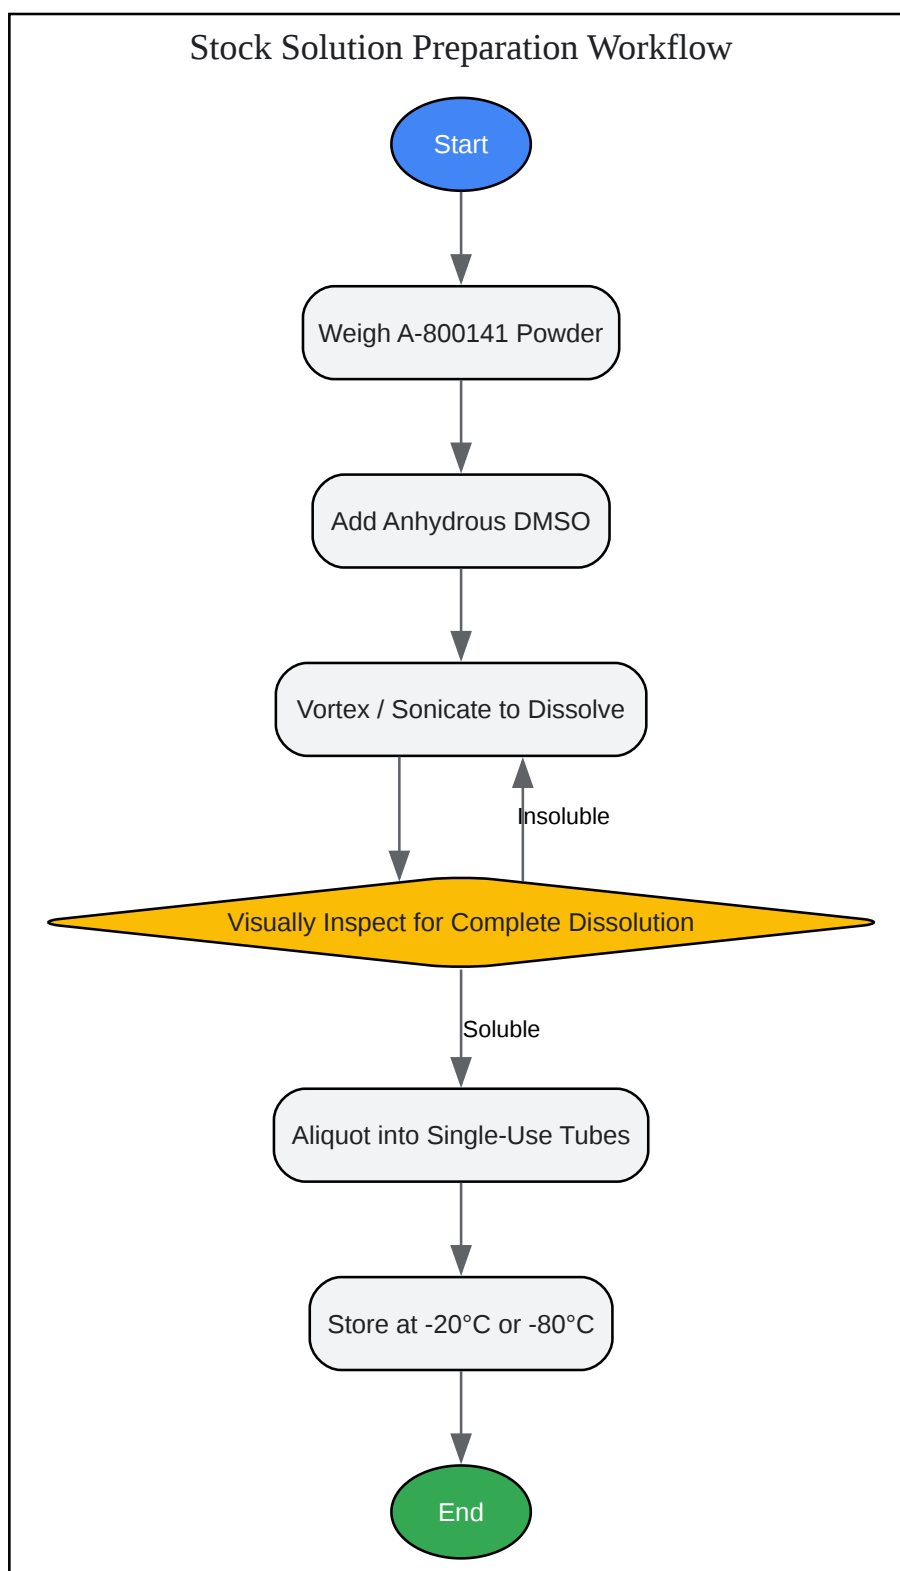 Stock Solution Preparation Workflow
Start
Weigh A-800141 Powder
Add Anhydrous DMSO
Vortex / Sonicate to Dissolve
Insoluble
Visually Inspect for Complete Dissolution
Soluble
Aliquot into Single-Use Tubes
Store at -20°C or -80°C
End